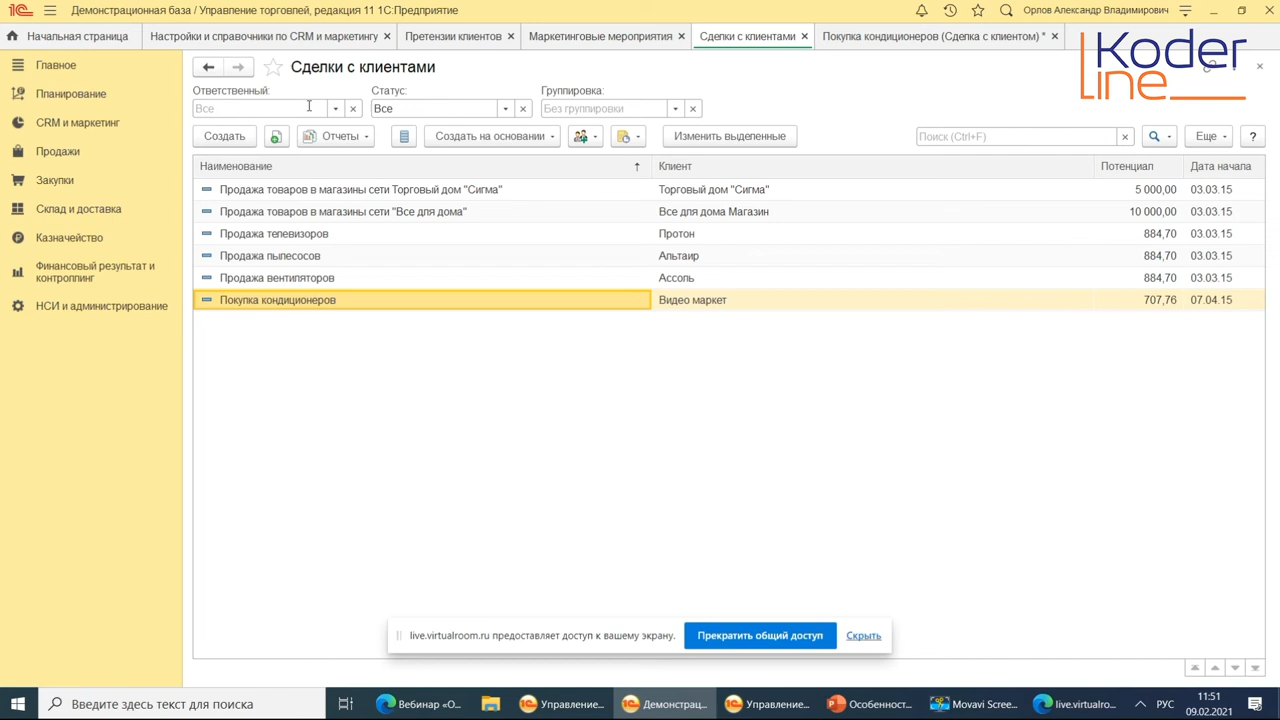 Демонстрационная база / Управление торговлей, редакция 11 1С:Предприятие
Орлов Александр Владимирович
Начальная страница
Настройки и справочники по CRM и маркетингу ×
Претензии клиентов ×
Маркетинговые мероприятия ×
Сделки с клиентами ×
Покупка кондиционеров (Сделка с клиентом) * ×
Koder
line
Главное
Планирование
CRM и маркетинг
Продажи
Закупки
Склад и доставка
Казначейство
Финансовый результат и
контроллинг
НСИ и администрирование
Сделки с клиентами
Ответственный: Статус: Группировка:
Все Все Без группировки
Создать Отчеты Создать на основании Изменить выделенные Поиск (Ctrl+F) × Еще ?
Наименование Клиент Потенциал Дата начала
Продажа товаров в магазины сети Торговый дом "Сигма" Торговый дом "Сигма" 5 000,00 03.03.15
Продажа товаров в магазины сети "Все для дома" Все для дома Магазин 10 000,00 03.03.15
Продажа телевизоров Протон 884,70 03.03.15
Продажа пылесосов Альтаир 884,70 03.03.15
Продажа вентиляторов Ассоль 884,70 03.03.15
Покупка кондиционеров Видео маркет 707,76 07.04.15
live.virtualroom.ru предоставляет доступ к вашему экрану. Прекратить общий доступ Скрыть
Введите здесь текст для поиска
Вебинар «О...
Управление...
Демонстрац...
Управление...
Особенност...
Movavi Scree...
live.virtualro...
РУС
11:51
09.02.2021